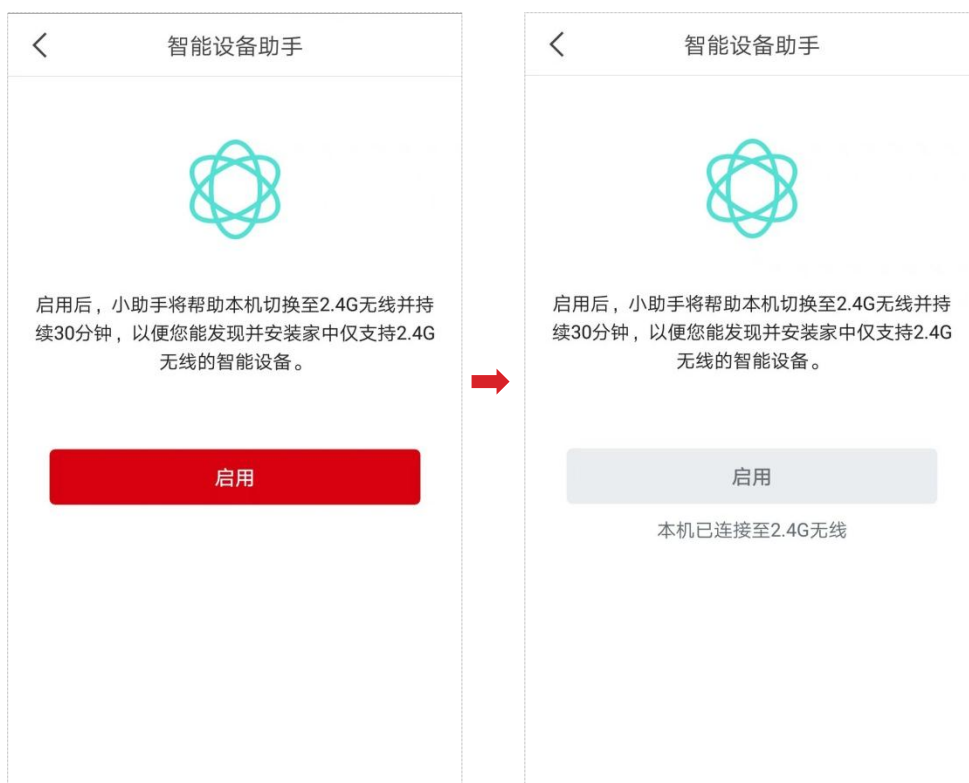 智能设备助手
启用后，小助手将帮助本机切换至2.4G无线并持
续30分钟，以便您能发现并安装家中仅支持2.4G
无线的智能设备。
启用
智能设备助手
启用后，小助手将帮助本机切换至2.4G无线并持
续30分钟，以便您能发现并安装家中仅支持2.4G
无线的智能设备。
启用
本机已连接至2.4G无线